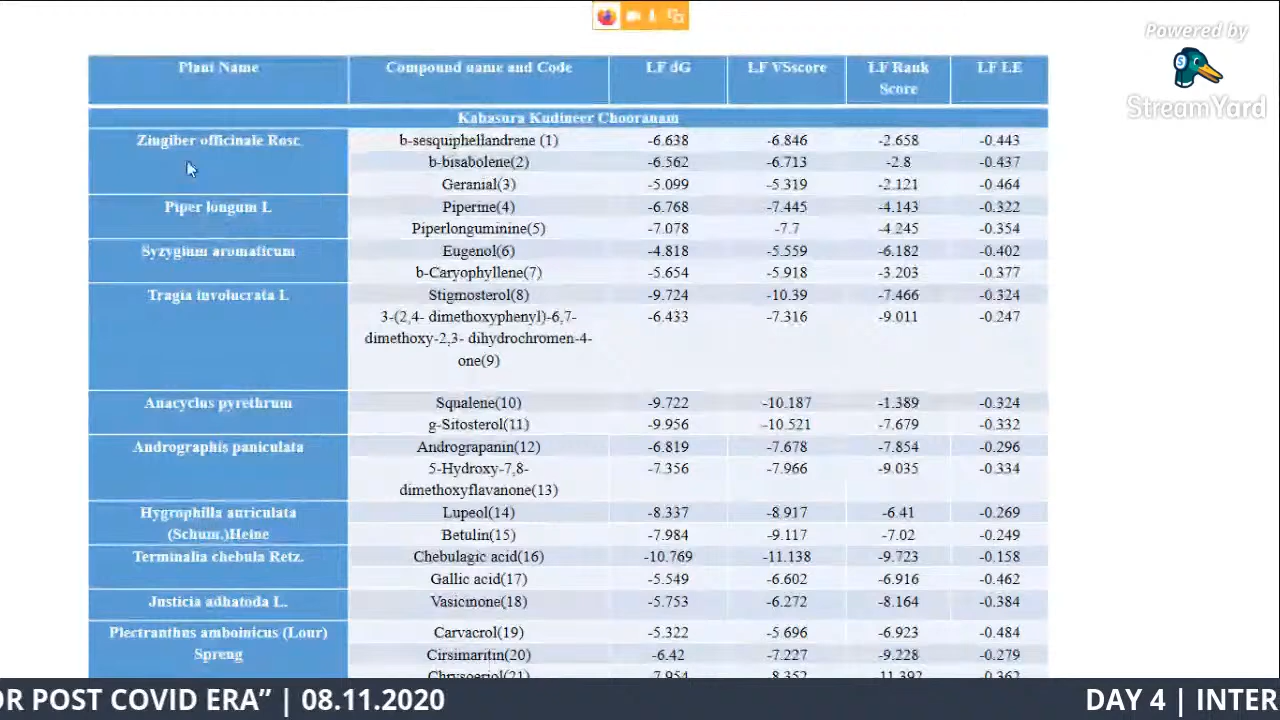 Powered by
StreamYard
Plant Name Compound name and Code LF dG LF VSscore LF Rank Score LF LE
Kabasura Kudineer Chooranam
Zingiber officinale Rosc. b-sesquiphellandrene (1) -6.638 -6.846 -2.658 -0.443
b-bisabolene(2) -6.562 -6.713 -2.8 -0.437
Geranial(3) -5.099 -5.319 -2.121 -0.464
Piper longum L Piperine(4) -6.768 -7.445 -4.143 -0.322
Piperlonguminine(5) -7.078 -7.7 -4.245 -0.354
Syzygium aromaticum Eugenol(6) -4.818 -5.559 -6.182 -0.402
b-Caryophyllene(7) -5.654 -5.918 -3.203 -0.377
Tragia involucrata L Stigmosterol(8) -9.724 -10.39 -7.466 -0.324
3-(2,4- dimethoxyphenyl)-6,7- -6.433 -7.316 -9.011 -0.247
dimethoxy-2,3- dihydrochromen-4-
one(9)
Anacyclus pyrethrum Squalene(10) -9.722 -10.187 -1.389 -0.324
g-Sitosterol(11) -9.956 -10.521 -7.679 -0.332
Andrographis paniculata Andrograpanin(12) -6.819 -7.678 -7.854 -0.296
5-Hydroxy-7,8- -7.356 -7.966 -9.035 -0.334
dimethoxyflavanone(13)
Hygrophilla auriculata Lupeol(14) -8.337 -8.917 -6.41 -0.269
(Schum.)Heine Betulin(15) -7.984 -9.117 -7.02 -0.249
Terminalia chebula Retz. Chebulagic acid(16) -10.769 -11.138 -9.723 -0.158
Gallic acid(17) -5.549 -6.602 -6.916 -0.462
Justicia adhatoda L. Vasicinone(18) -5.753 -6.272 -8.164 -0.384
Plectranthus amboinicus (Lour) Carvacrol(19) -5.322 -5.696 -6.923 -0.484
Spreng Cirsimaritin(20) -6.42 -7.227 -9.228 -0.279
Chrysoeriol(21) -7.954 -8.352 -11.392 -0.362
OR POST COVID ERA” | 08.11.2020 DAY 4 | INTER